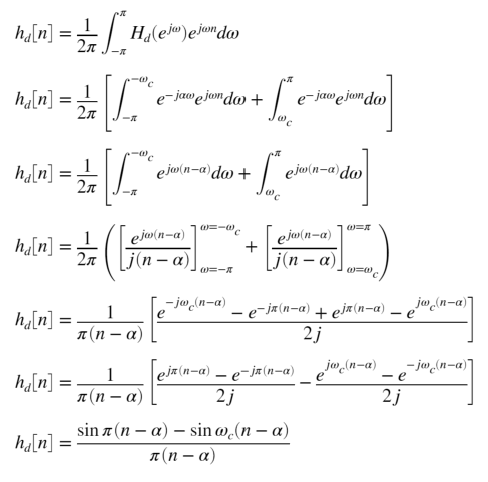 h_d[n] = \frac{1}{2\pi} \int_{-\pi}^{\pi} H_d(e^{j\omega}) e^{j\omega n} d\omega
h_d[n] = \frac{1}{2\pi} \left[ \int_{-\pi}^{-\omega_c} e^{-j\alpha\omega} e^{j\omega n} d\omega + \int_{\omega_c}^{\pi} e^{-j\alpha\omega} e^{j\omega n} d\omega \right]
h_d[n] = \frac{1}{2\pi} \left[ \int_{-\pi}^{-\omega_c} e^{j\omega(n-\alpha)} d\omega + \int_{\omega_c}^{\pi} e^{j\omega(n-\alpha)} d\omega \right]
h_d[n] = \frac{1}{2\pi} \left( \left[ \frac{e^{j\omega(n-\alpha)}}{j(n-\alpha)} \right]_{\omega=-\pi}^{\omega=-\omega_c} + \left[ \frac{e^{j\omega(n-\alpha)}}{j(n-\alpha)} \right]_{\omega=\omega_c}^{\omega=\pi} \right)
h_d[n] = \frac{1}{\pi(n-\alpha)} \left[ \frac{e^{-j\omega_c(n-\alpha)} - e^{-j\pi(n-\alpha)} + e^{j\pi(n-\alpha)} - e^{j\omega_c(n-\alpha)}}{2j} \right]
h_d[n] = \frac{1}{\pi(n-\alpha)} \left[ \frac{e^{j\pi(n-\alpha)} - e^{-j\pi(n-\alpha)}}{2j} - \frac{e^{j\omega_c(n-\alpha)} - e^{-j\omega_c(n-\alpha)}}{2j} \right]
h_d[n] = \frac{\sin \pi(n-\alpha) - \sin \omega_c(n-\alpha)}{\pi(n-\alpha)}